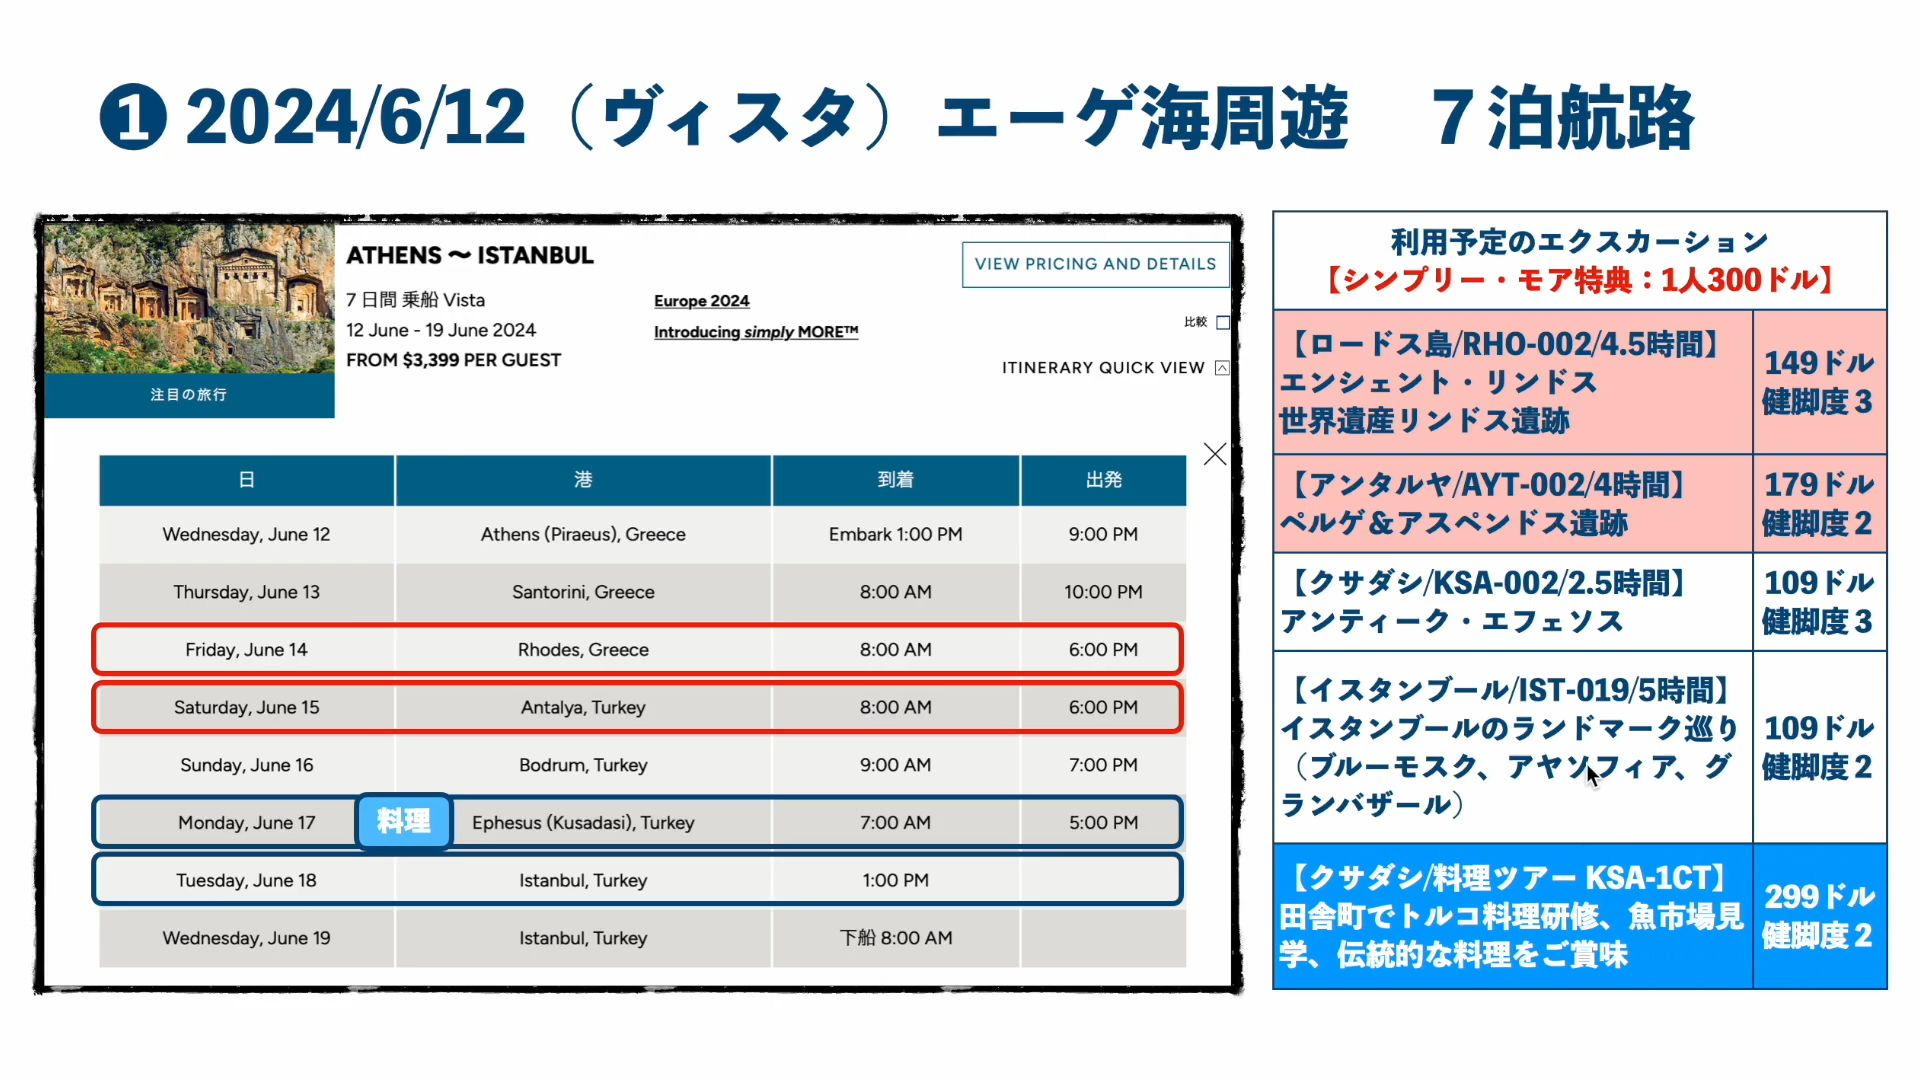 ❶ 2024/6/12（ヴィスタ）エーゲ海周遊　７泊航路
ATHENS 〜 ISTANBUL
7 日間 乗船 Vista
12 June - 19 June 2024
FROM $3,399 PER GUEST
Europe 2024
Introducing simply MORE™
VIEW PRICING AND DETAILS
比較
ITINERARY QUICK VIEW
注目の旅行
日 港 到着 出発
Wednesday, June 12 Athens (Piraeus), Greece Embark 1:00 PM 9:00 PM
Thursday, June 13 Santorini, Greece 8:00 AM 10:00 PM
Friday, June 14 Rhodes, Greece 8:00 AM 6:00 PM
Saturday, June 15 Antalya, Turkey 8:00 AM 6:00 PM
Sunday, June 16 Bodrum, Turkey 9:00 AM 7:00 PM
Monday, June 17 料理 Ephesus (Kusadasi), Turkey 7:00 AM 5:00 PM
Tuesday, June 18 Istanbul, Turkey 1:00 PM
Wednesday, June 19 Istanbul, Turkey 下船 8:00 AM
利用予定のエクスカーション
【シンプリー・モア特典：1人300ドル】
【ロードス島/RHO-002/4.5時間】
エンシェント・リンドス
世界遺産リンドス遺跡
149ドル
健脚度３
【アンタルヤ/AYT-002/4時間】
ペルゲ＆アスペンドス遺跡
179ドル
健脚度２
【クサダシ/KSA-002/2.5時間】
アンティーク・エフェソス
109ドル
健脚度３
【イスタンブール/IST-019/5時間】
イスタンブールのランドマーク巡り
（ブルーモスク、アヤソフィア、グ
ランバザール）
109ドル
健脚度２
【クサダシ/料理ツアー KSA-1CT】
田舎町でトルコ料理研修、魚市場見
学、伝統的な料理をご賞味
299ドル
健脚度２